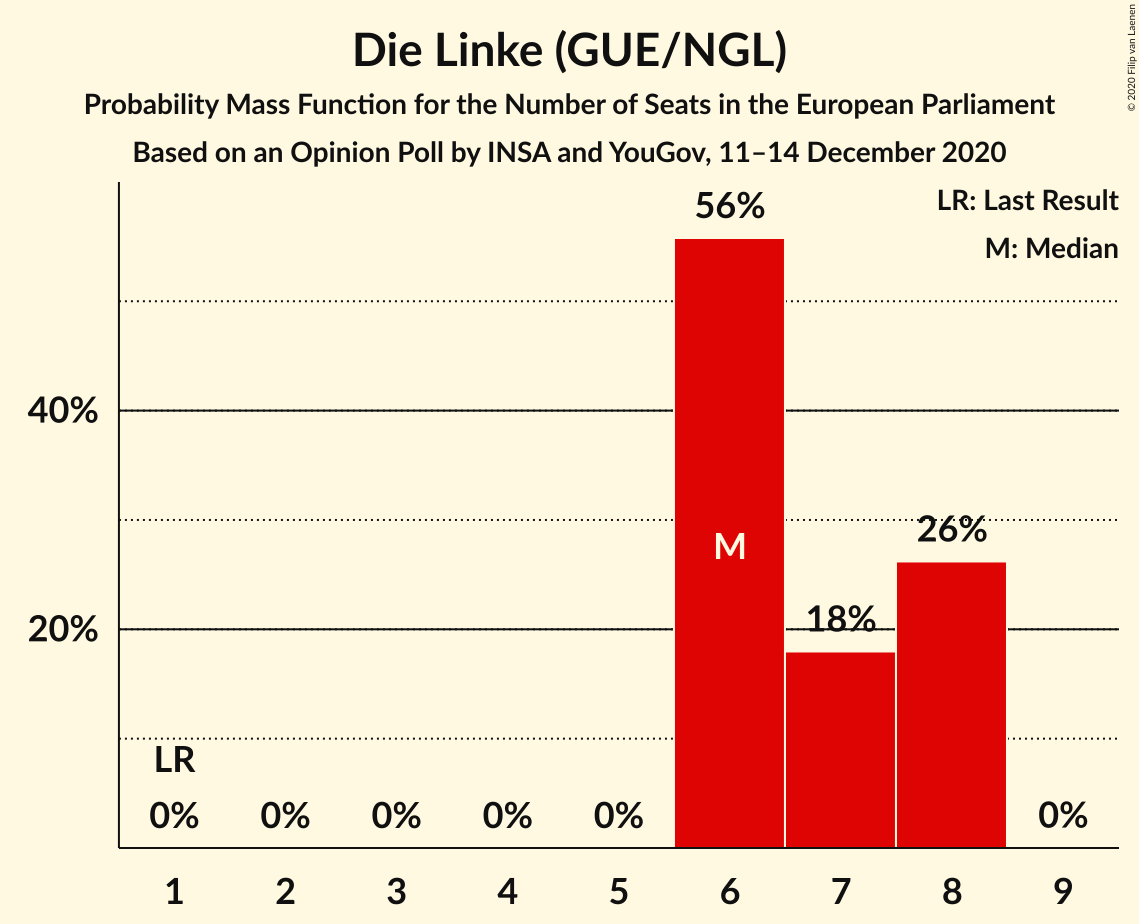 Die Linke (GUE/NGL)
Probability Mass Function for the Number of Seats in the European Parliament
Based on an Opinion Poll by INSA and YouGov, 11–14 December 2020
© 2020 Filip van Laenen
LR: Last Result
M: Median
56%
40%
M
26%
20%
18%
LR
0% 0% 0% 0% 0% 0%
1 2 3 4 5 6 7 8 9